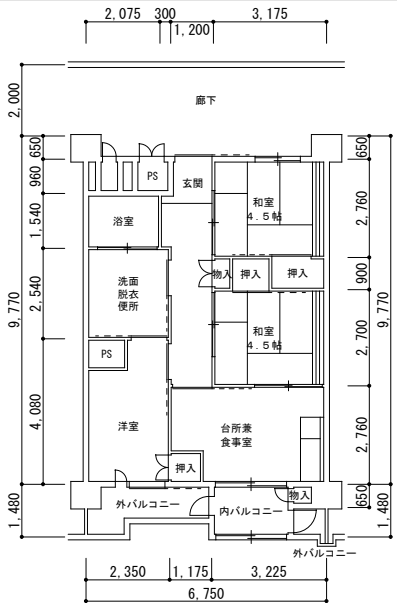 2,075 300 3,175
1,200
2,000
廊下
650
650
960
PS
玄関
和室
4.5帖
2,760
1,540
浴室
物入
押入
押入
900
9,770
2,540
洗面
脱衣
便所
和室
4.5帖
2,700
9,770
PS
4,080
洋室
台所兼
食事室
2,760
押入
物入
650
1,480
外バルコニー
内バルコニー
1,480
外バルコニー
2,350 1,175 3,225
6,750